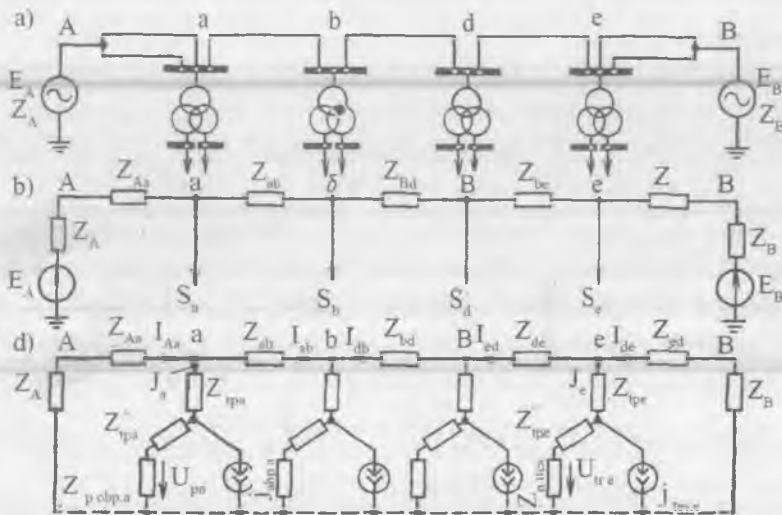 a) A a b d e B
E_A E_B
Z_A Z_B
b) A Z_Aa a Z_ab δ Z_Bd B Z_be e Z B
Z_A Z_B
E_A S_a S_b S_d S_e E_B
d) A Z_Aa I_Aa a Z_ab I_ab b I_db Z_bd B I_ed Z_de e I_de Z_ed B
Z_A J_a Z_tpa J_e Z_tpe Z_B
Z_tpa Z_tpe
Z_p U_pa U_tr e